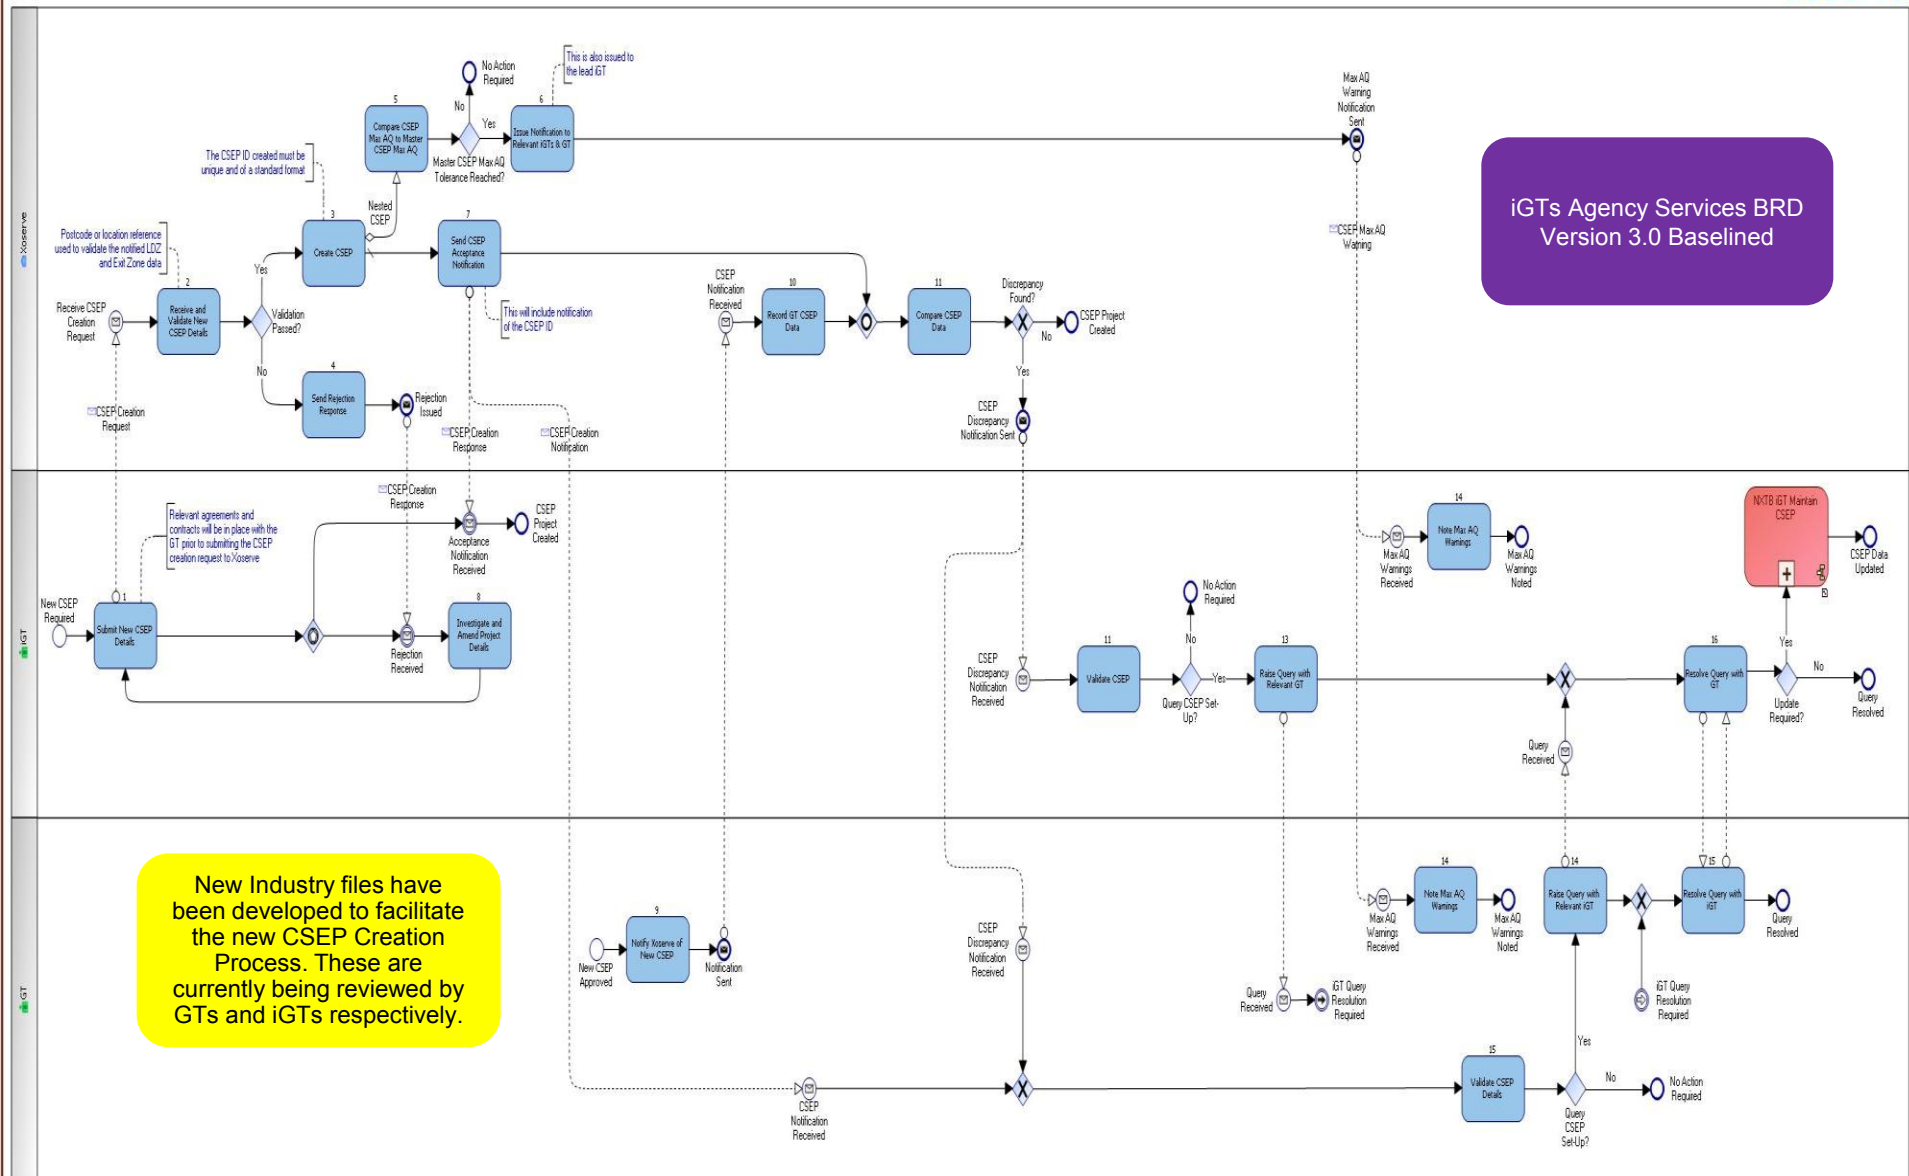 Xoserve
No Action
Required
This is also issued to
the lead iGT
5
Compare CSEP
Max AQ to Master
CSEP Max AQ
No
Yes
Master CSEP Max AQ
Tolerance Reached?
6
Issue Notification to
Relevant iGTs & GT
Max AQ
Warning
Notification
Sent
iGTs Agency Services BRD
Version 3.0 Baselined
The CSEP ID created must be
unique and of a standard format
Nested
CSEP
3
Create CSEP
7
Send CSEP
Acceptance
Notification
CSEP Max AQ
Warning
Postcode or location reference
used to validate the notified LDZ
and Exit Zone data
Receive CSEP
Creation
Request
2
Receive and
Validate New
CSEP Details
Yes
Validation
Passed?
No
This will include notification
of the CSEP ID
CSEP
Notification
Received
10
Record GT CSEP
Data
11
Compare CSEP
Data
Discrepancy
Found?
No
CSEP Project
Created
Yes
4
Send Rejection
Response
Rejection
Issued
CSEP
Discrepancy
Notification Sent
CSEP Creation
Request
CSEP Creation
Response
CSEP Creation
Notification
iGT
CSEP Creation
Response
Relevant agreements and
contracts will be in place with the
GT prior to submitting the CSEP
creation request to Xoserve
Acceptance
Notification
Received
CSEP
Project
Created
New CSEP
Required
1
Submit New CSEP
Details
Rejection
Received
8
Investigate and
Amend Project
Details
Max AQ
Warnings
Received
14
Note Max AQ
Warnings
Max AQ
Warnings
Noted
NXTB iGT Maintain
CSEP
CSEP Data
Updated
CSEP
Discrepancy
Notification
Received
11
Validate CSEP
No Action
Required
No
Yes
Query CSEP Set-
Up?
13
Raise Query with
Relevant GT
16
Resolve Query with
GT
Yes
No
Update
Required?
Query
Resolved
Query
Received
GT
New Industry files have
been developed to facilitate
the new CSEP Creation
Process. These are
currently being reviewed by
GTs and iGTs respectively.
New CSEP
Approved
9
Notify Xoserve of
New CSEP
Notification
Sent
CSEP
Discrepancy
Notification
Received
Max AQ
Warnings
Received
14
Note Max AQ
Warnings
Max AQ
Warnings
Noted
14
Raise Query with
Relevant iGT
15
Resolve Query with
iGT
Query
Resolved
Query
Received
iGT Query
Resolution
Required
iGT Query
Resolution
Required
Yes
CSEP
Notification
Received
15
Validate CSEP
Details
Query
CSEP
Set-Up?
No
No Action
Required